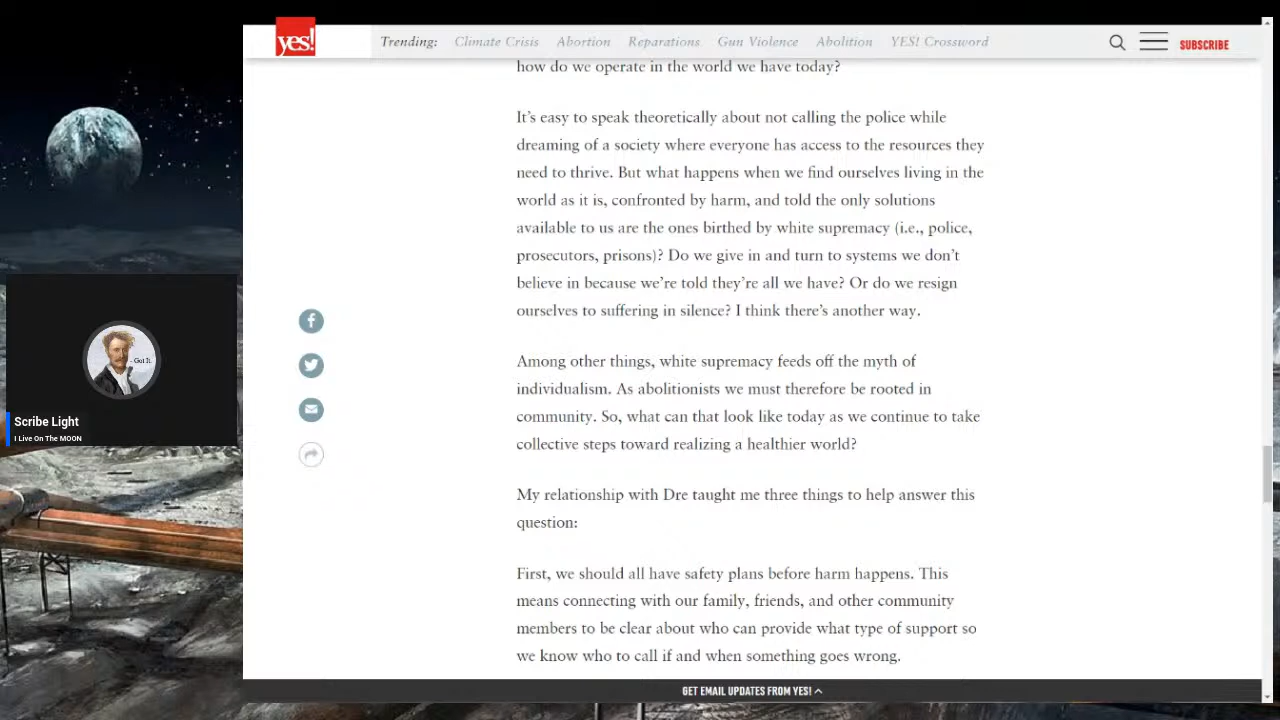 yes!
Trending: Climate Crisis Abortion Reparations Gun Violence Abolition YES! Crossword
SUBSCRIBE
how do we operate in the world we have today?
It's easy to speak theoretically about not calling the police while
dreaming of a society where everyone has access to the resources they
need to thrive. But what happens when we find ourselves living in the
world as it is, confronted by harm, and told the only solutions
available to us are the ones birthed by white supremacy (i.e., police,
prosecutors, prisons)? Do we give in and turn to systems we don't
believe in because we're told they're all we have? Or do we resign
ourselves to suffering in silence? I think there's another way.
Among other things, white supremacy feeds off the myth of
individualism. As abolitionists we must therefore be rooted in
community. So, what can that look like today as we continue to take
collective steps toward realizing a healthier world?
My relationship with Dre taught me three things to help answer this
question:
First, we should all have safety plans before harm happens. This
means connecting with our family, friends, and other community
members to be clear about who can provide what type of support so
we know who to call if and when something goes wrong.
GET EMAIL UPDATES FROM YES!
- Got It.
Scribe Light
I Live On The MOON